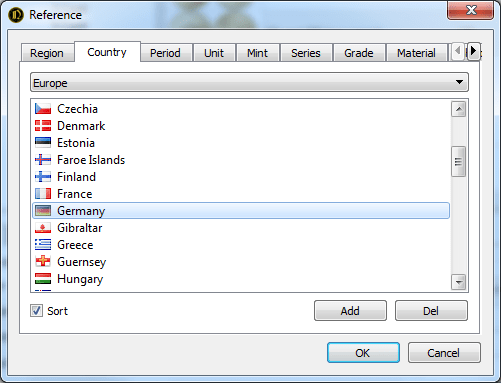 Reference
Region Country Period Unit Mint Series Grade Material
Europe
Czechia
Denmark
Estonia
Faroe Islands
Finland
France
Germany
Gibraltar
Greece
Guernsey
Hungary
Sort Add Del
OK Cancel